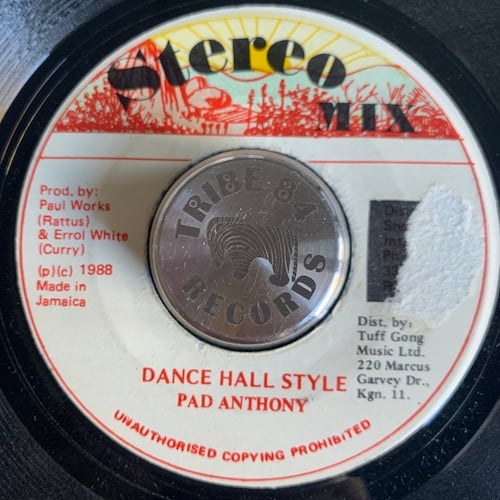 Stereo
MIX
Prod. by:
Paul Works
(Rattus)
& Errol White
(Curry)
(p)(c) 1988
Made in
Jamaica
TRIBE 84
RECORDS
Dist. by:
Tuff Gong
Music Ltd.
220 Marcus
Garvey Dr.,
Kgn. 11.
DANCE HALL STYLE
PAD ANTHONY
UNAUTHORISED COPYING PROHIBITED